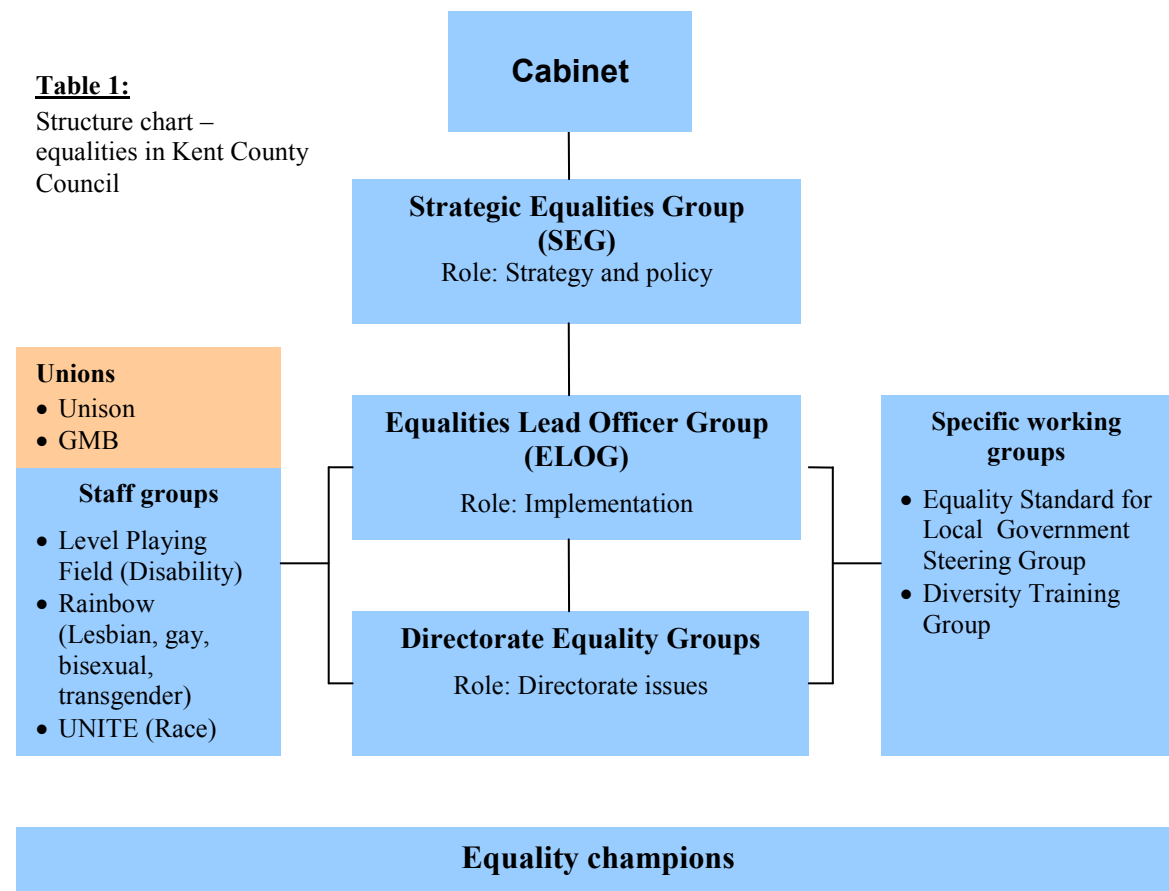 Cabinet
Table 1:
Structure chart –
equalities in Kent County
Council
Strategic Equalities Group
(SEG)
Role: Strategy and policy
Unions
• Unison
• GMB
Staff groups
• Level Playing
Field (Disability)
• Rainbow
(Lesbian, gay,
bisexual,
transgender)
• UNITE (Race)
Equalities Lead Officer Group
(ELOG)
Role: Implementation
Directorate Equality Groups
Role: Directorate issues
Specific working
groups
• Equality Standard for
Local Government
Steering Group
• Diversity Training
Group
Equality champions